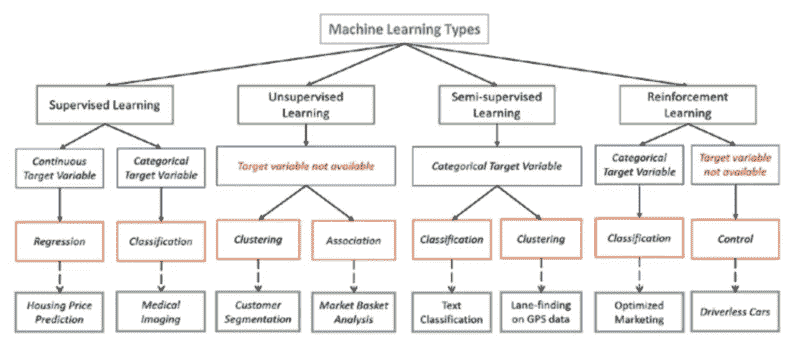 Machine Learning Types
Supervised Learning
Unsupervised
Learning
Semi-supervised
Learning
Reinforcement
Learning
Continuous
Target Variable
Categorical
Target Variable
Target variable not available
Categorical Target Variable
Categorical
Target Variable
Target variable
not available
Regression
Classification
Clustering
Association
Classification
Clustering
Classification
Control
Housing Price
Prediction
Medical
Imaging
Customer
Segmentation
Market Basket
Analysis
Text
Classification
Lane-finding
on GPS data
Optimized
Marketing
Driverless Cars